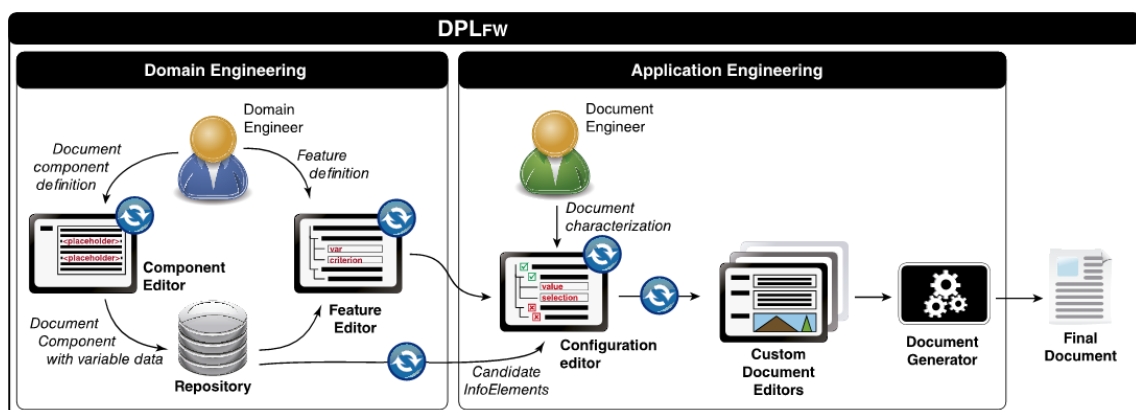 DPLFW
Domain Engineering
Application Engineering
Domain
Engineer
Document
component
definition
Feature
definition
<placeholder>
<placeholder>
Component
Editor
var
criterion
Feature
Editor
Document
Component
with variable data
Repository
Document
Engineer
Document
characterization
value
selection
Configuration
editor
Candidate
InfoElements
Custom
Document
Editors
Document
Generator
Final
Document